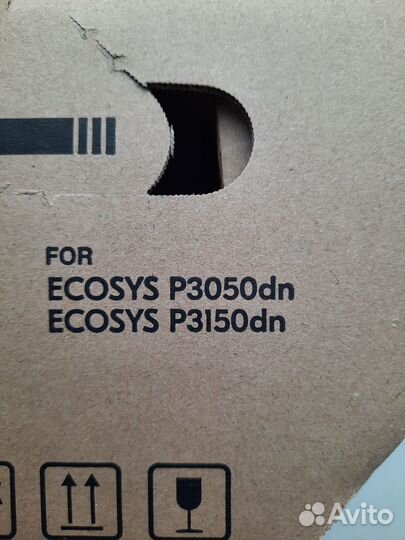 FOR
ECOSYS P3050dn
ECOSYS P3150dn
Avito